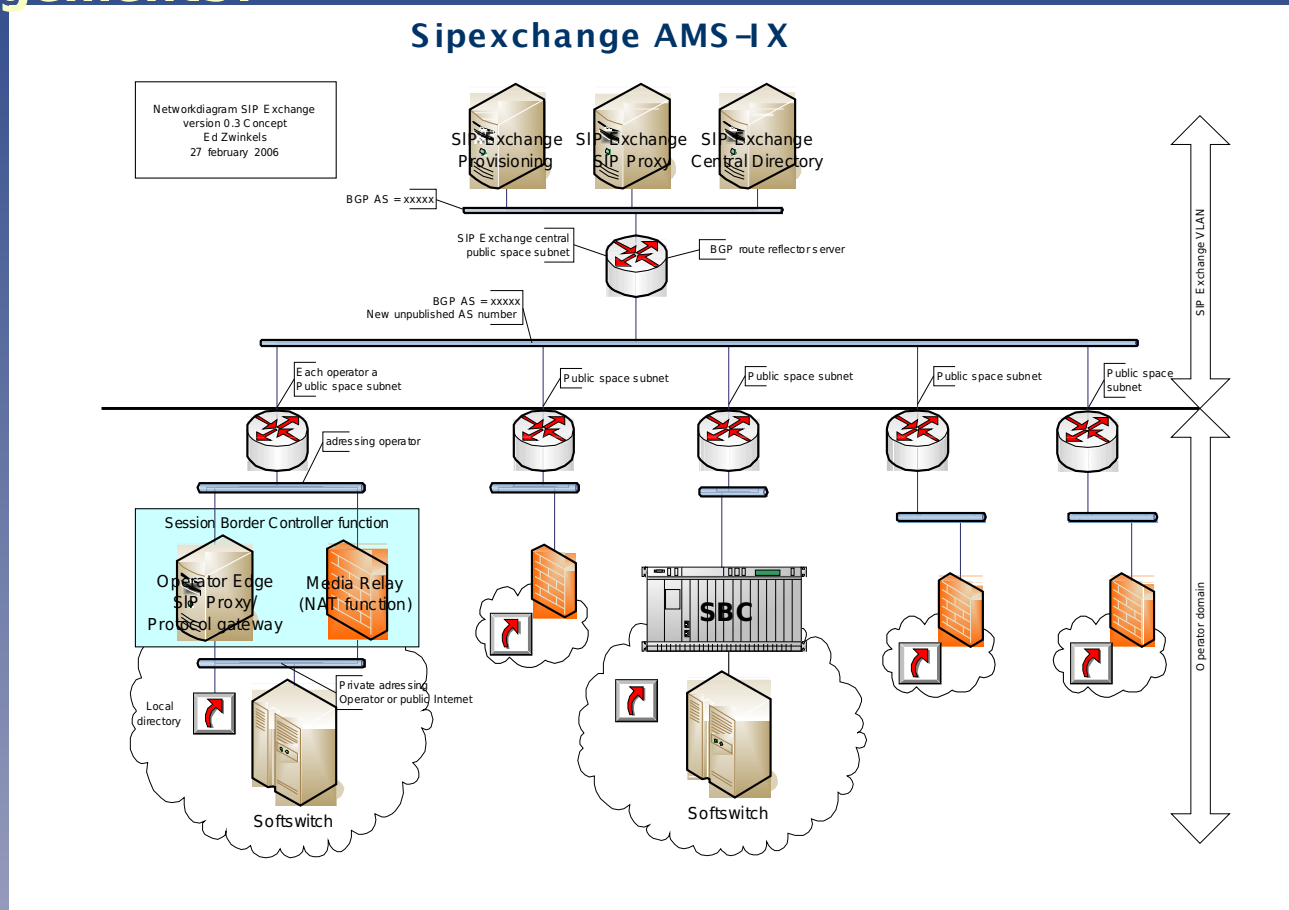 gements?
Sipexchange AMS-IX
Networkdiagram SIP Exchange
version 0.3 Concept
Ed Zwinkels
27 february 2006
SIP Exchange
Provisioning
SIP Exchange
SIP Proxy
SIP Exchange
Central Directory
BGP AS = xxxxx
SIP Exchange central
public space subnet
BGP route reflector server
BGP AS = xxxxx
New unpublished AS number
SIP Exchange VLAN
Each operator a
Public space subnet
Public space subnet
Public space subnet
Public space subnet
Public space
subnet
adressing operator
Session Border Controller function
Operator Edge
SIP Proxy/
Protocol gateway
Media Relay
(NAT function)
SBC
Operator domain
Private adressing
Operator or public Internet
Local
directory
Softswitch
Softswitch